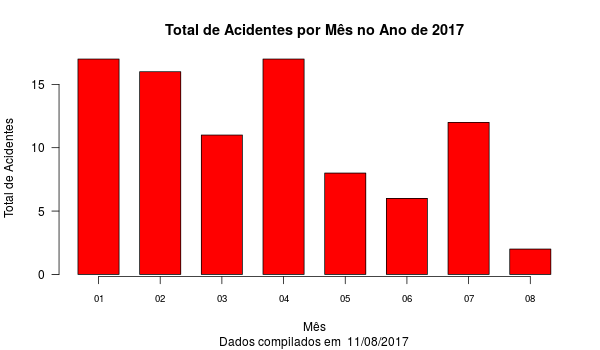 Total de Acidentes por Mês no Ano de 2017
Total de Acidentes
15
10
5
0
01 02 03 04 05 06 07 08
Mês
Dados compilados em 11/08/2017